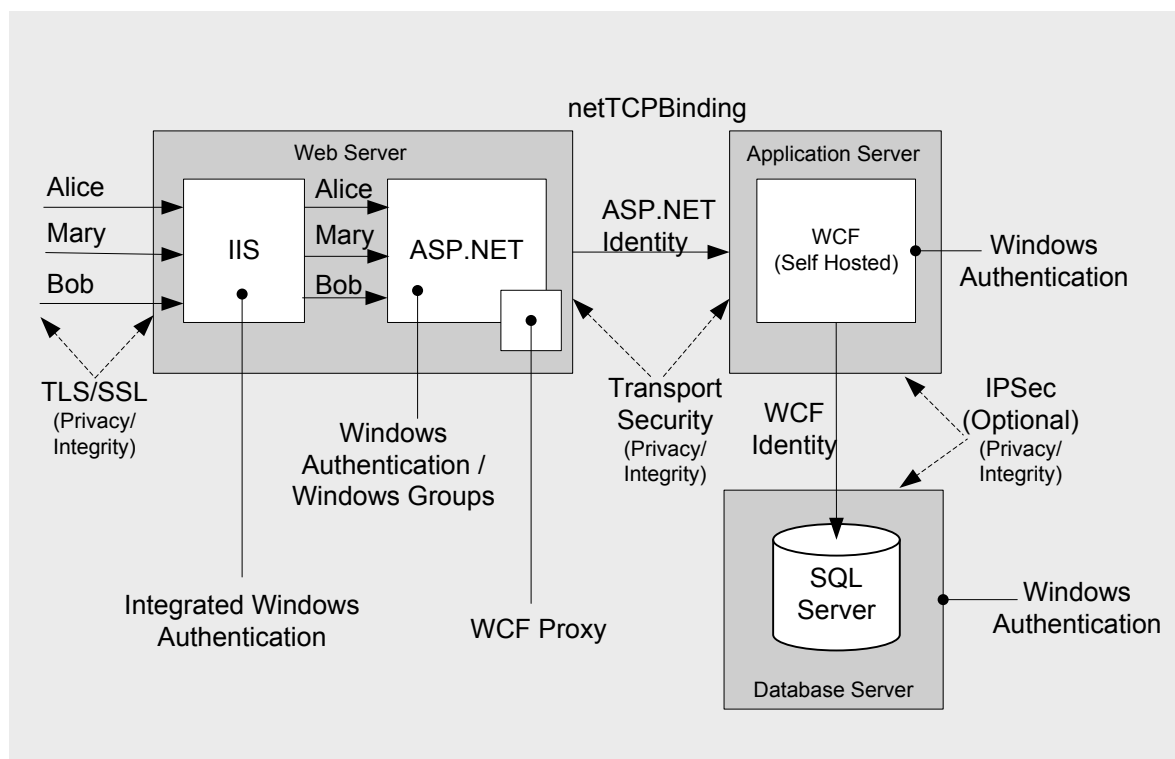 netTCPBinding
Web Server
Application Server
Alice
Mary
Bob
IIS
Alice
Mary
Bob
ASP.NET
ASP.NET
Identity
WCF
(Self Hosted)
Windows
Authentication
TLS/SSL
(Privacy/
Integrity)
Windows
Authentication /
Windows Groups
Transport
Security
(Privacy/
Integrity)
WCF
Identity
IPSec
(Optional)
(Privacy/
Integrity)
Integrated Windows
Authentication
WCF Proxy
SQL
Server
Windows
Authentication
Database Server